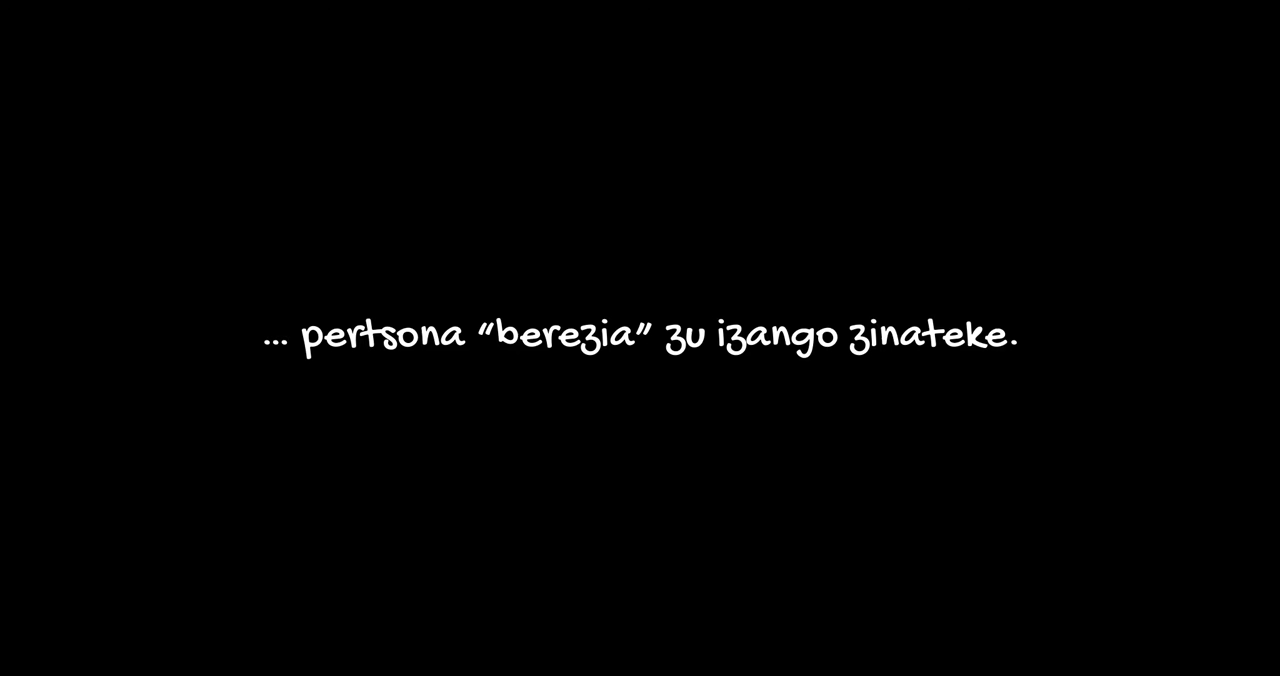 ... pertsona “berezia” zu izango zinateke.